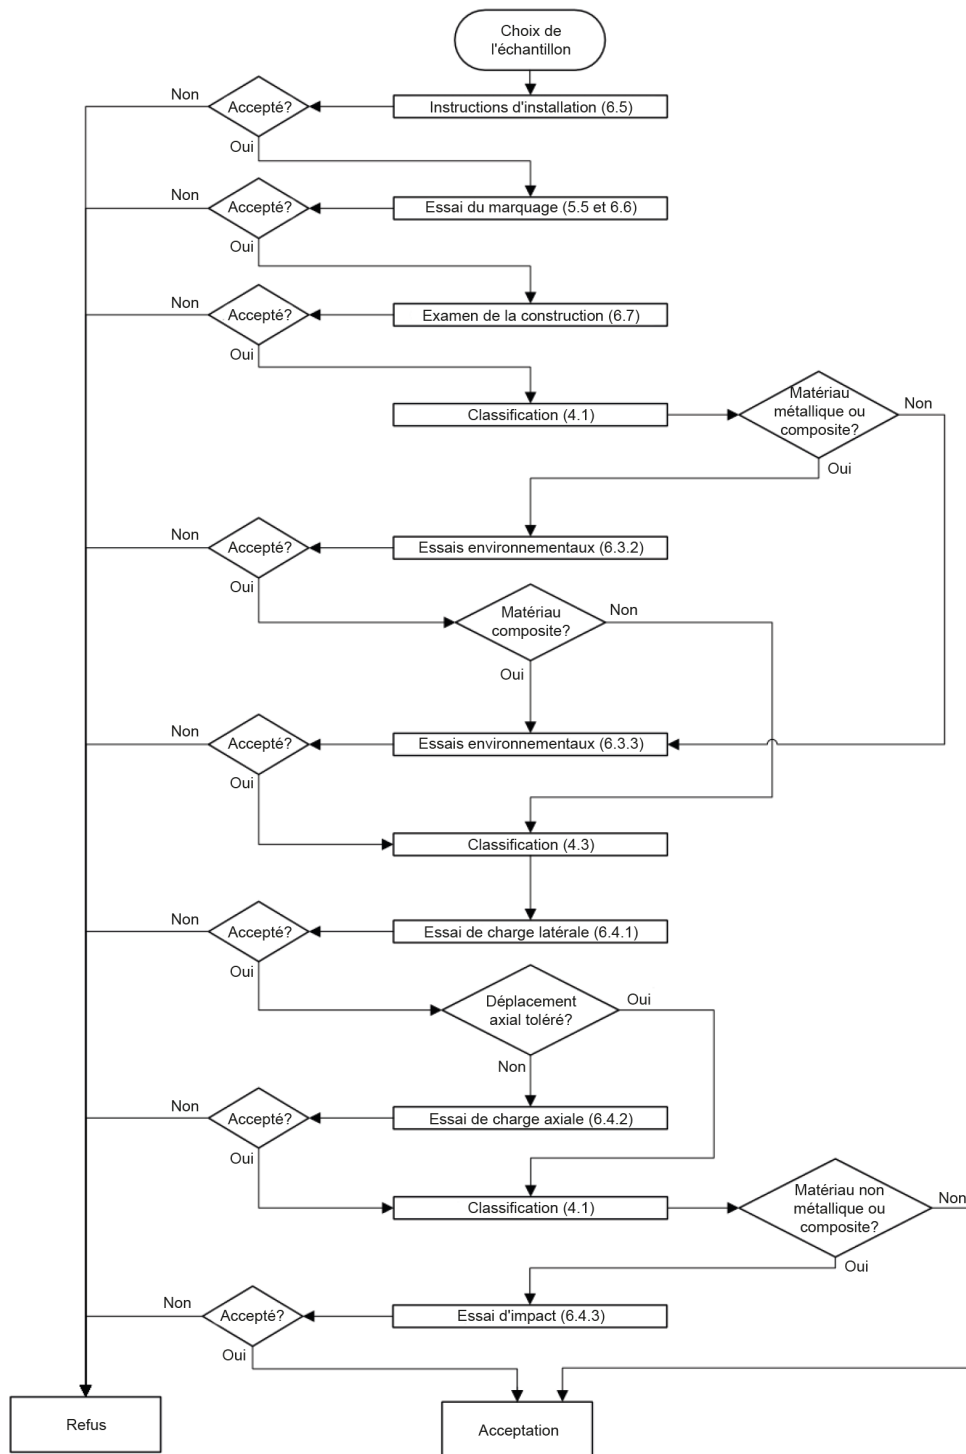 Choix de
l'échantillon
Non
Accepté?
Instructions d'installation (6.5)
Oui
Non
Accepté?
Essai du marquage (5.5 et 6.6)
Oui
Non
Accepté?
Examen de la construction (6.7)
Oui
Classification (4.1)
Matériau
métallique ou
composite?
Non
Oui
Non
Accepté?
Essais environnementaux (6.3.2)
Oui
Matériau
composite?
Non
Oui
Non
Accepté?
Essais environnementaux (6.3.3)
Oui
Classification (4.3)
Non
Accepté?
Essai de charge latérale (6.4.1)
Oui
Déplacement
axial toléré?
Oui
Non
Non
Accepté?
Essai de charge axiale (6.4.2)
Oui
Classification (4.1)
Matériau non
métallique ou
composite?
Non
Oui
Non
Accepté?
Essai d'impact (6.4.3)
Oui
Refus
Acceptation